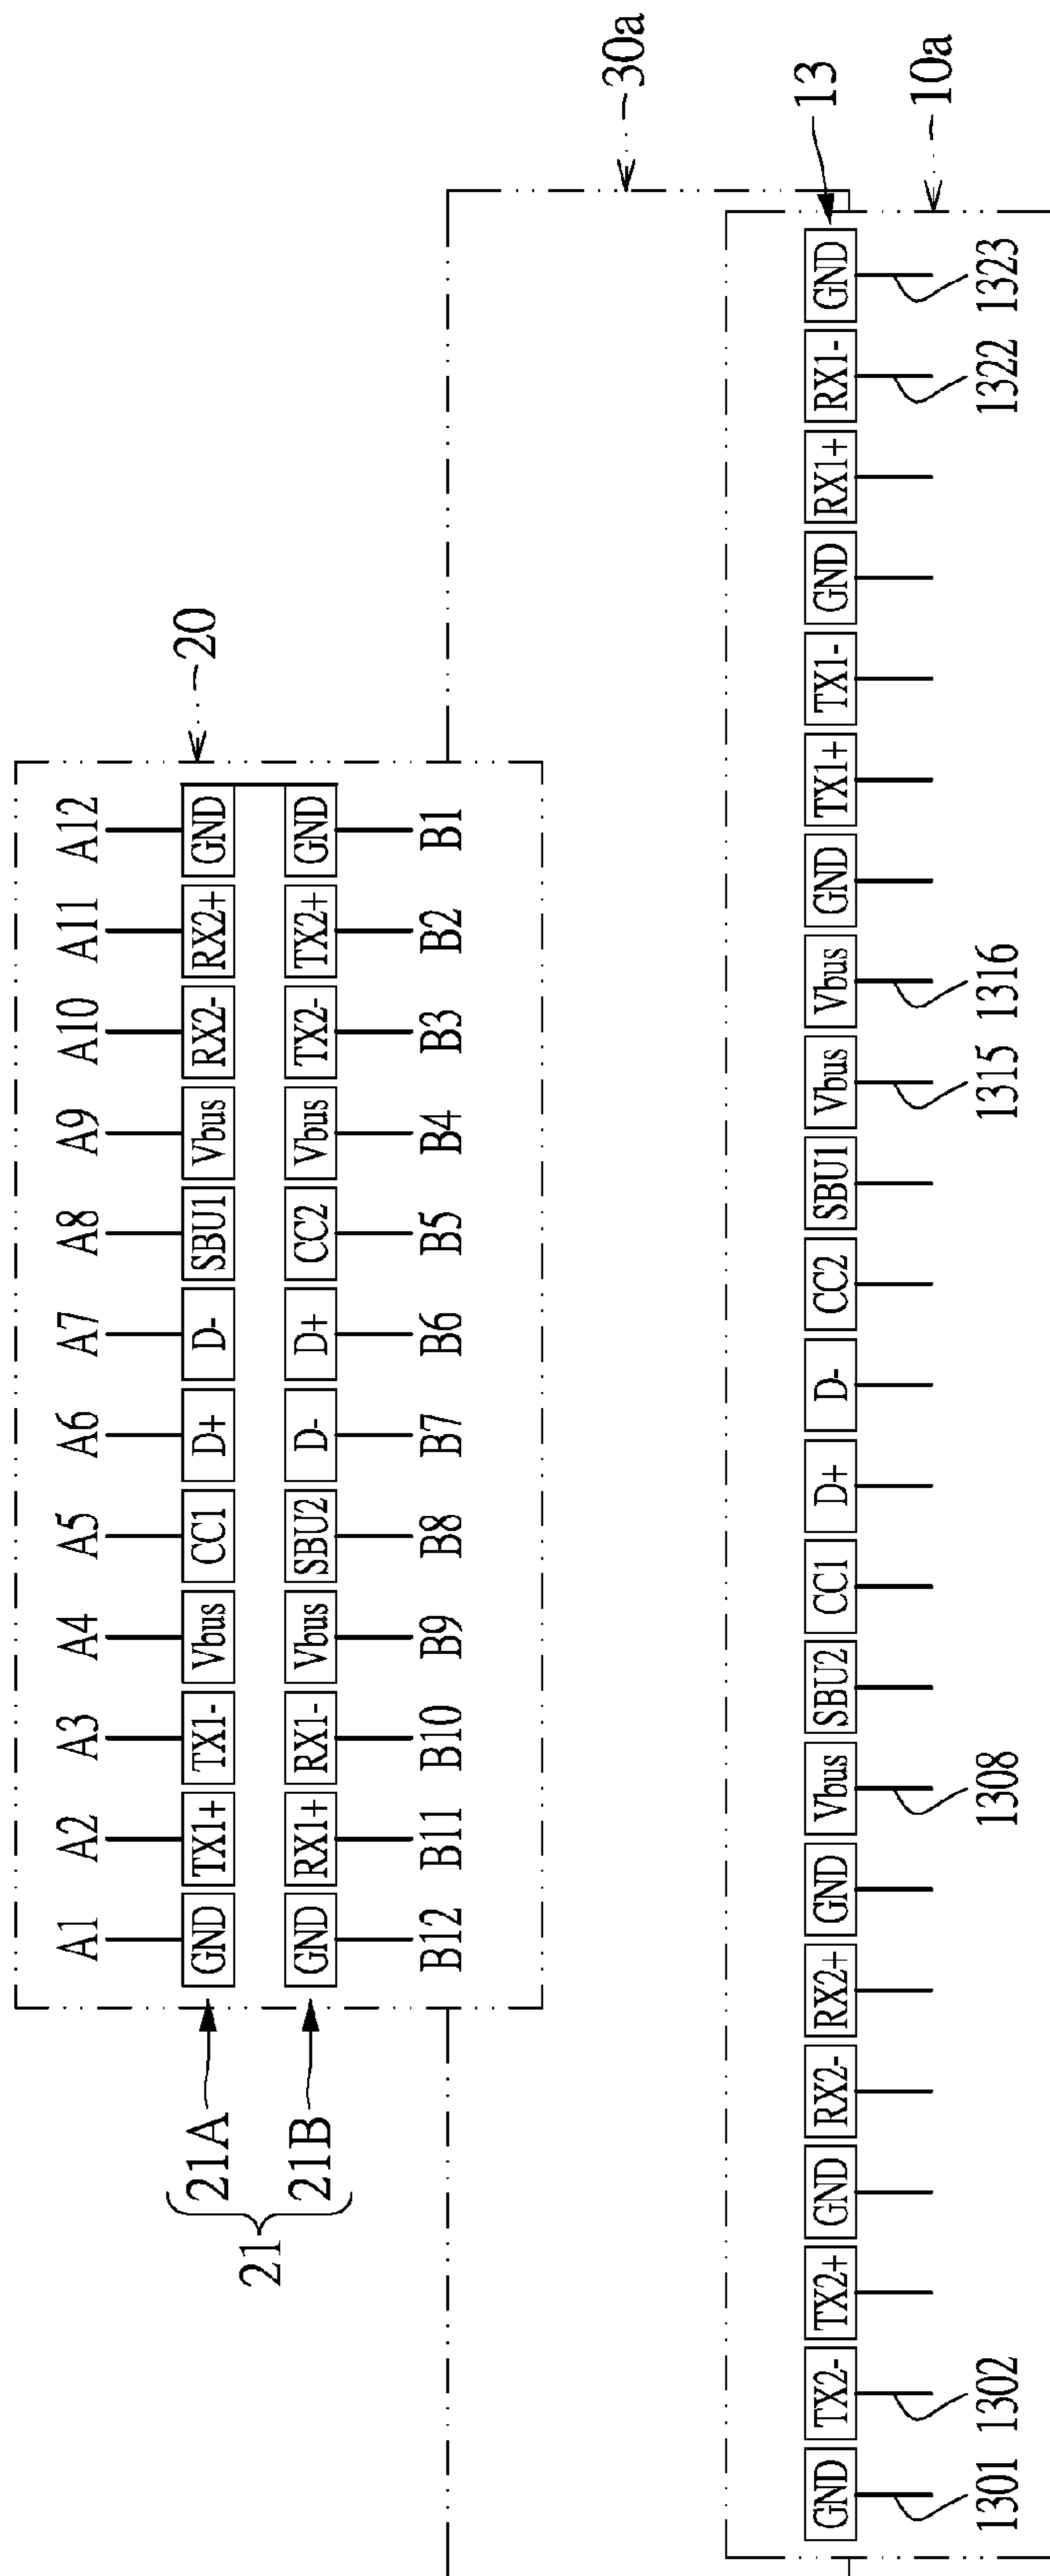 A1 A2 A3 A4 A5 A6 A7 A8 A9 A10 A11 A12
21A GND TX1+ TX1- Vbus CC1 D+ D- SBU1 Vbus RX2- RX2+ GND 20
21
21B GND RX1+ RX1- Vbus SBU2 D- D+ CC2 Vbus TX2- TX2+ GND
B12 B11 B10 B9 B8 B7 B6 B5 B4 B3 B2 B1
30a
13
GND TX2- TX2+ GND RX2- RX2+ GND Vbus SBU2 CC1 D+ D- CC2 SBU1 Vbus Vbus GND TX1+ TX1- GND RX1+ RX1- GND
10a
1301 1302 1308 1315 1316 1322 1323